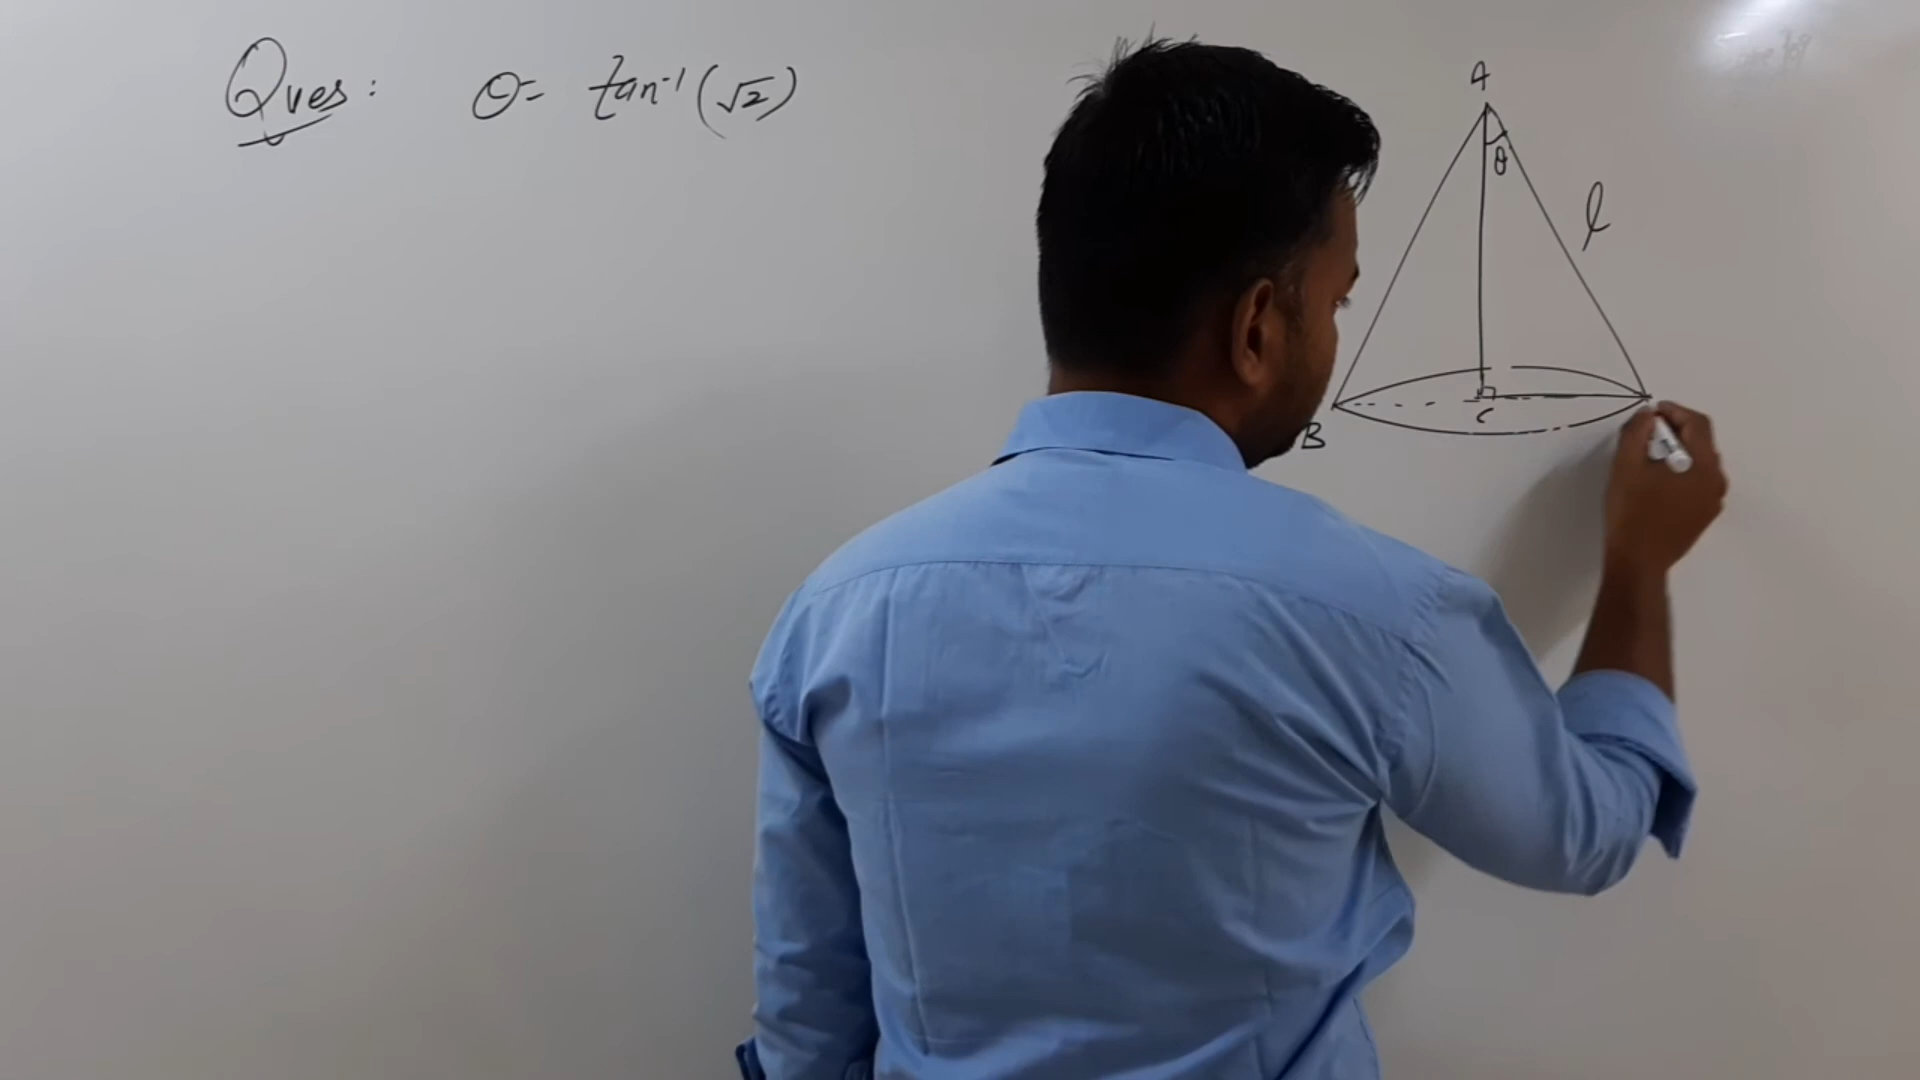 Ques: θ = tan⁻¹(√2)
A
θ
l
C
B